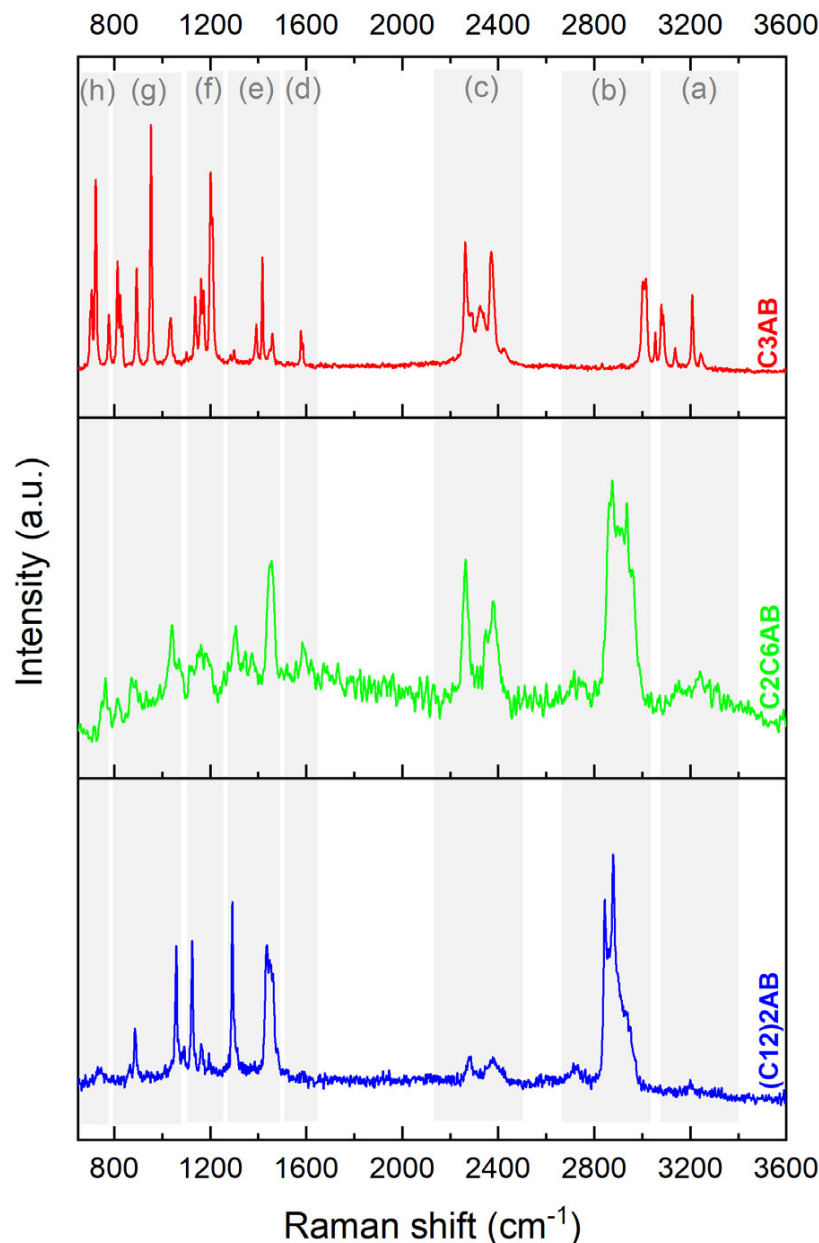 800 1200 1600 2000 2400 2800 3200 3600
(h) (g) (f) (e) (d) (c) (b) (a)
C3AB
C2C6AB
(C12)2AB
Intensity (a.u.)
800 1200 1600 2000 2400 2800 3200 3600
Raman shift (cm⁻¹)